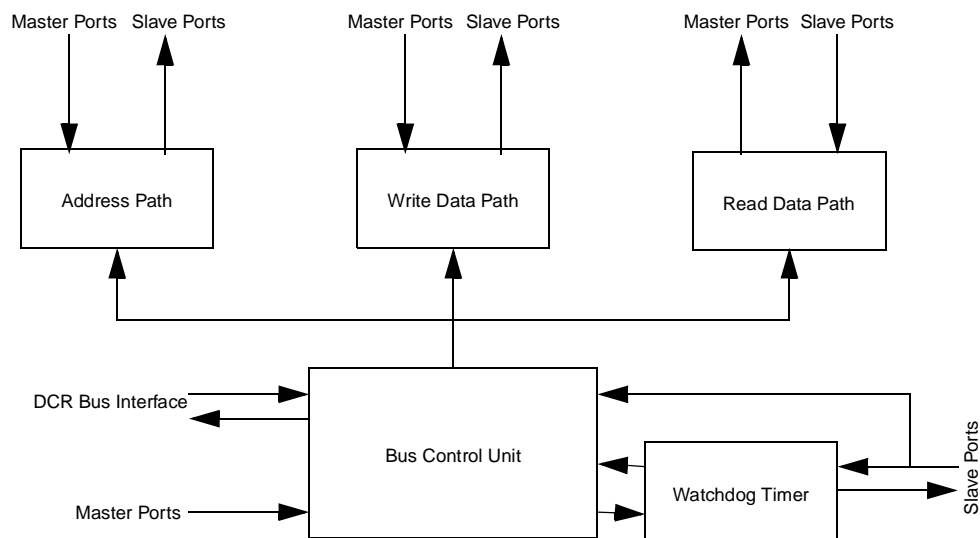 Master Ports Slave Ports
Master Ports Slave Ports
Master Ports Slave Ports
Address Path
Write Data Path
Read Data Path
DCR Bus Interface
Bus Control Unit
Master Ports
Watchdog Timer
Slave Ports